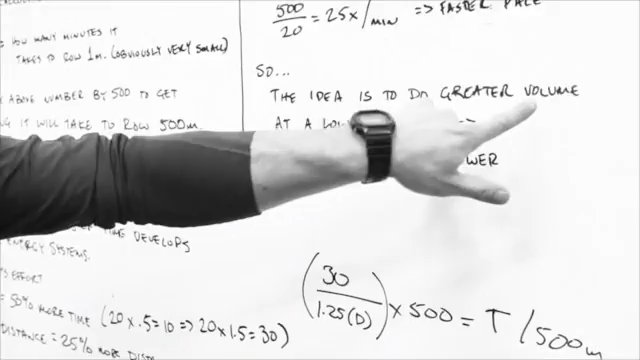 = HOW MANY MINUTES IT
TAKES TO ROW 1m. (OBVIOUSLY VERY SMALL)
ABOVE NUMBER BY 500 TO GET
IT WILL TAKE TO ROW 500m.
DEVELOPS
ENERGY SYSTEMS.
EFFORT
= 50% MORE TIME (20 x .5 = 10 => 20 x 1.5 = 30)
DISTANCE = 25% MORE
500/20 = 25x/MIN => FASTER PACE
SO...
THE IDEA IS TO DO GREATER VOLUME
AT A
(30/1.25(D)) x 500 = T/500m